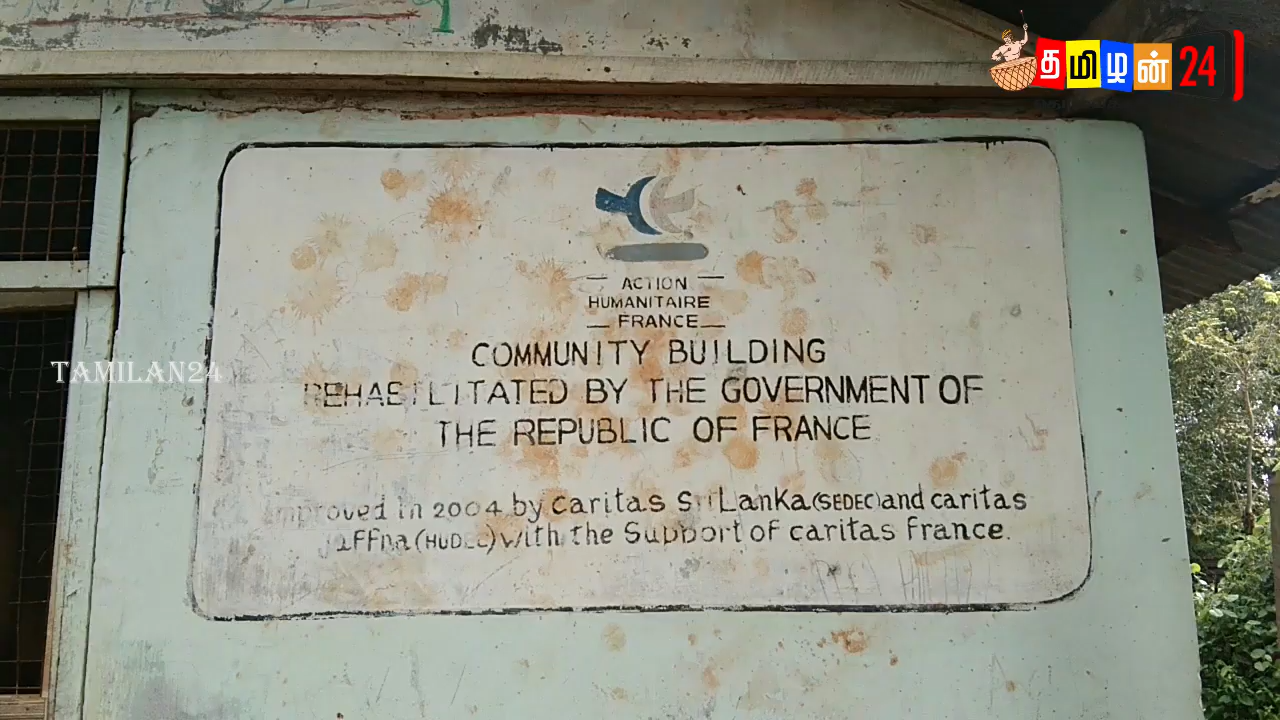 தமிழன் 24
ACTION
HUMANITAIRE
FRANCE
COMMUNITY BUILDING
REHABILITATED BY THE GOVERNMENT OF
THE REPUBLIC OF FRANCE
TAMILAN24
improved in 2004 by caritas Sri Lanka (SEDEC) and caritas
Jaffna (HUDEC) with the Support of caritas france.